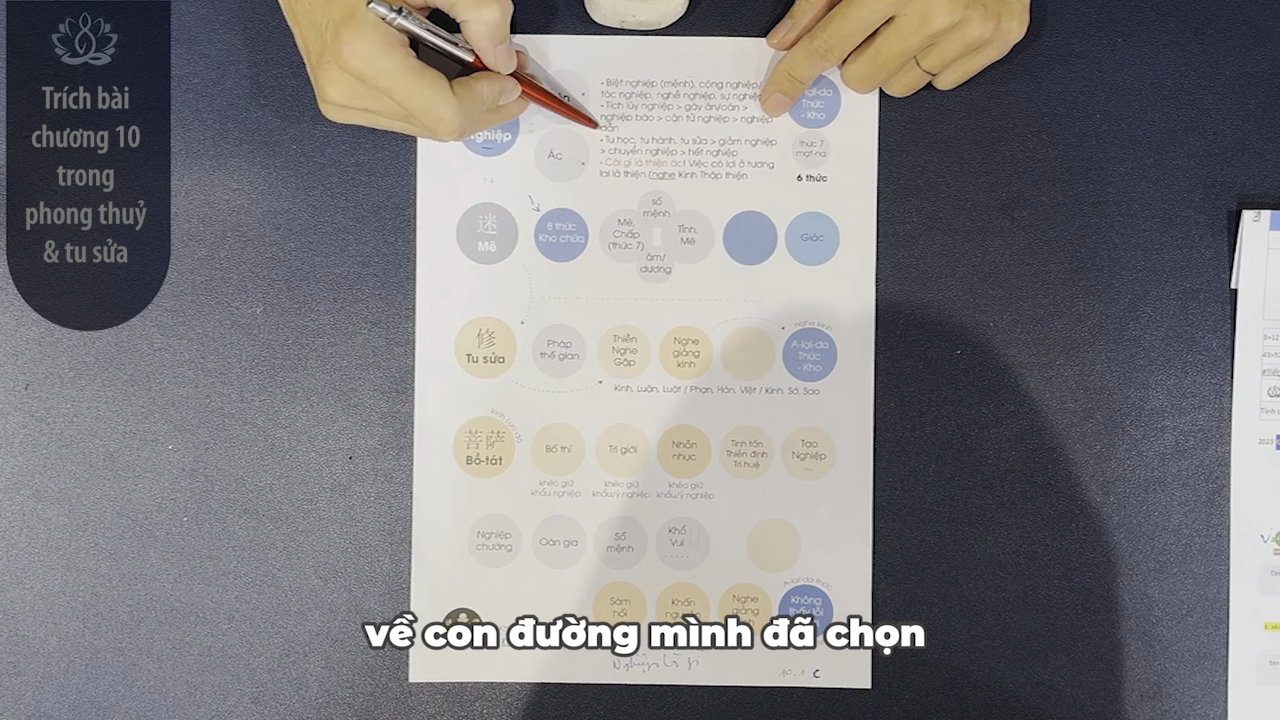 Trích bài
chương 10
trong
phong thuỷ
& tu sửa
Nghiệp
Ác
• Biệt nghiệp (mệnh), cộng nghiệp/
tác nghiệp, nghề nghiệp, sự nghiệp
• Tích lũy nghiệp > gây ân/oán >
nghiệp báo > cận tử nghiệp > nghiệp
dẫn
• Tu học, tu hành, tu sửa > giảm nghiệp
> chuyển nghiệp > hết nghiệp
• Cái gì là thiện ác! Việc có lợi ở tương
lai là thiện (nghe Kinh Thập thiện
Thức
- Kho
thức 7
mạt-na
6 thức
迷
Mê
8 thức
Kho chứa
số
mệnh
Mê,
Chấp
(thức 7)
Tỉnh,
Mê
âm/
dương
Giác
修
Tu sửa
Pháp
thế gian
Thiền
Nghe
Gặp
Nghe
giảng
kinh
nghe kinh
A-lại-da
Thức
- Kho
Kinh, Luận, Luật / Phạn, Hán, Việt / Kinh, Sớ, Sao
菩萨
Bồ-tát
Bố thí
Trì giới
Nhẫn
nhục
Tinh tấn
Thiền định
Trí huệ
Tạo
Nghiệp
...
khéo giữ
khẩu nghiệp
khéo giữ
khẩu/ý nghiệp
khéo giữ
khẩu/ý nghiệp
Nghiệp
chướng
Oán gia
Số
mệnh
Khổ
Vui
A-lại-da thức
Sám
hối
Khấn
Nghe
giảng
Không
thấy lỗi
về con đường mình đã chọn
Nghiệp là gì
C